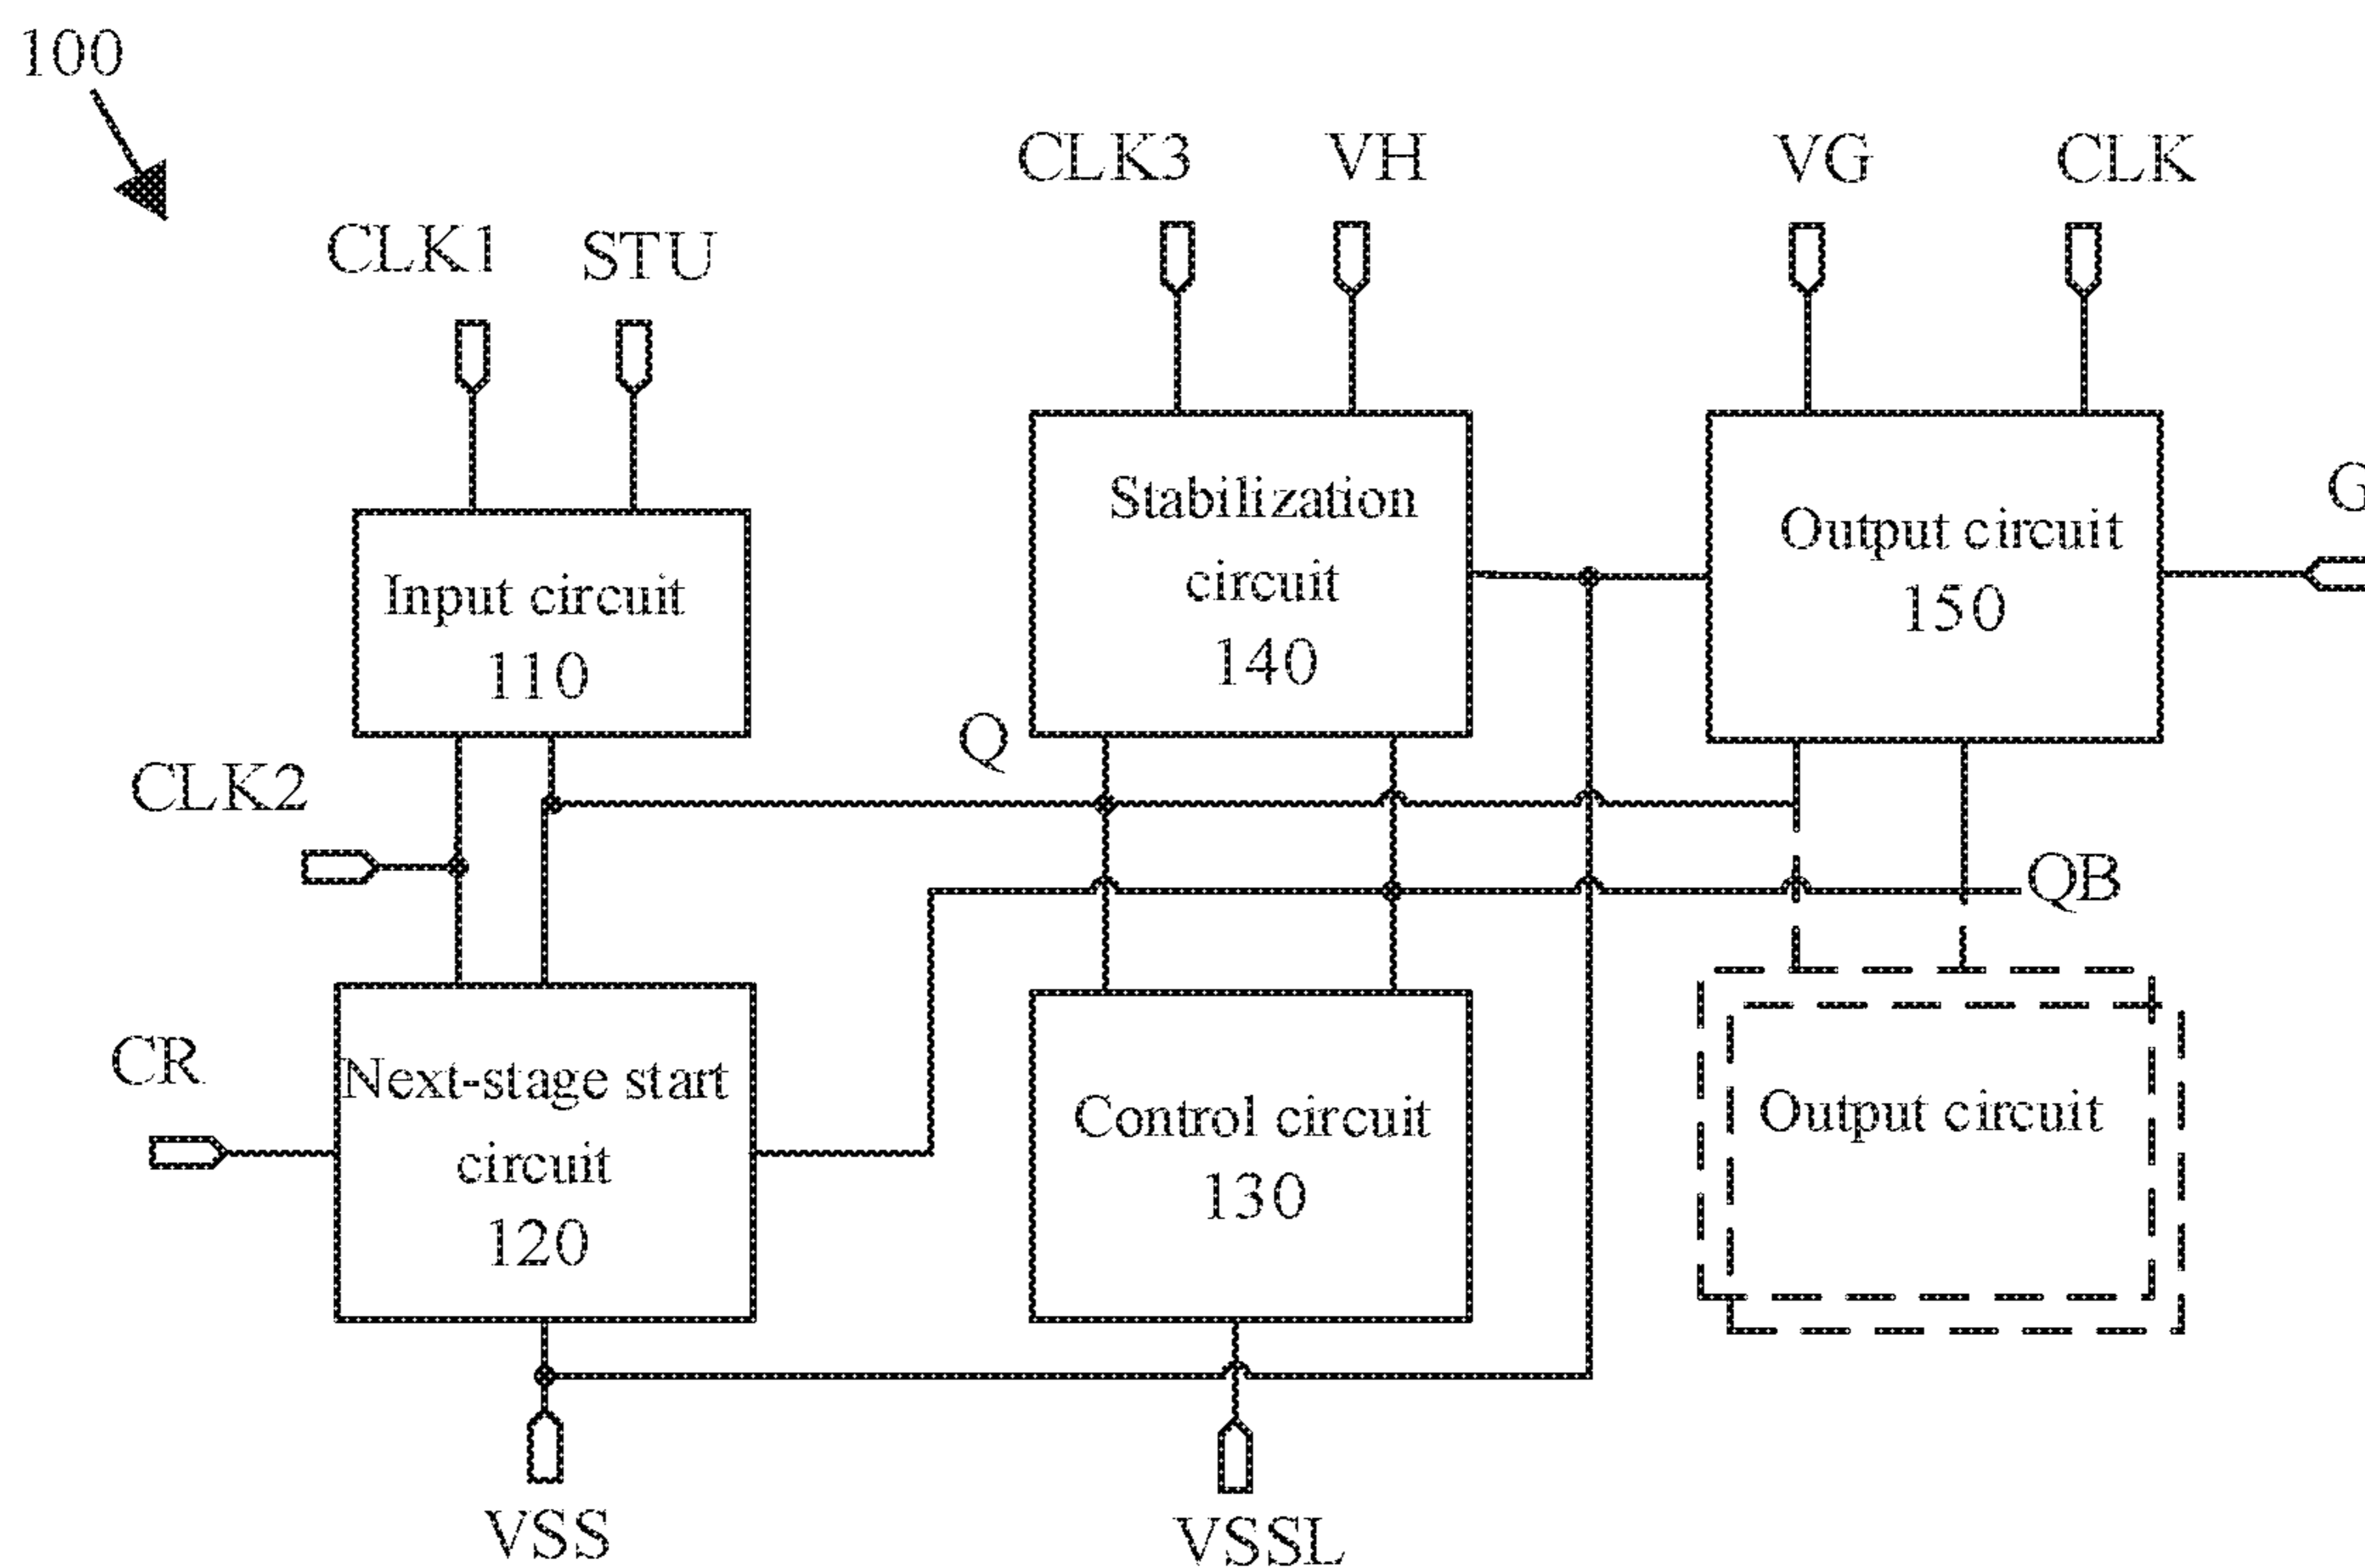 100
CLK3
VH
VG
CLK
CLK1
STU
Stabilization
circuit
140
Output circuit
150
G
Input circuit
110
Q
CLK2
QB
CR
Next-stage start
circuit
120
Control circuit
130
Output circuit
VSS
VSSL